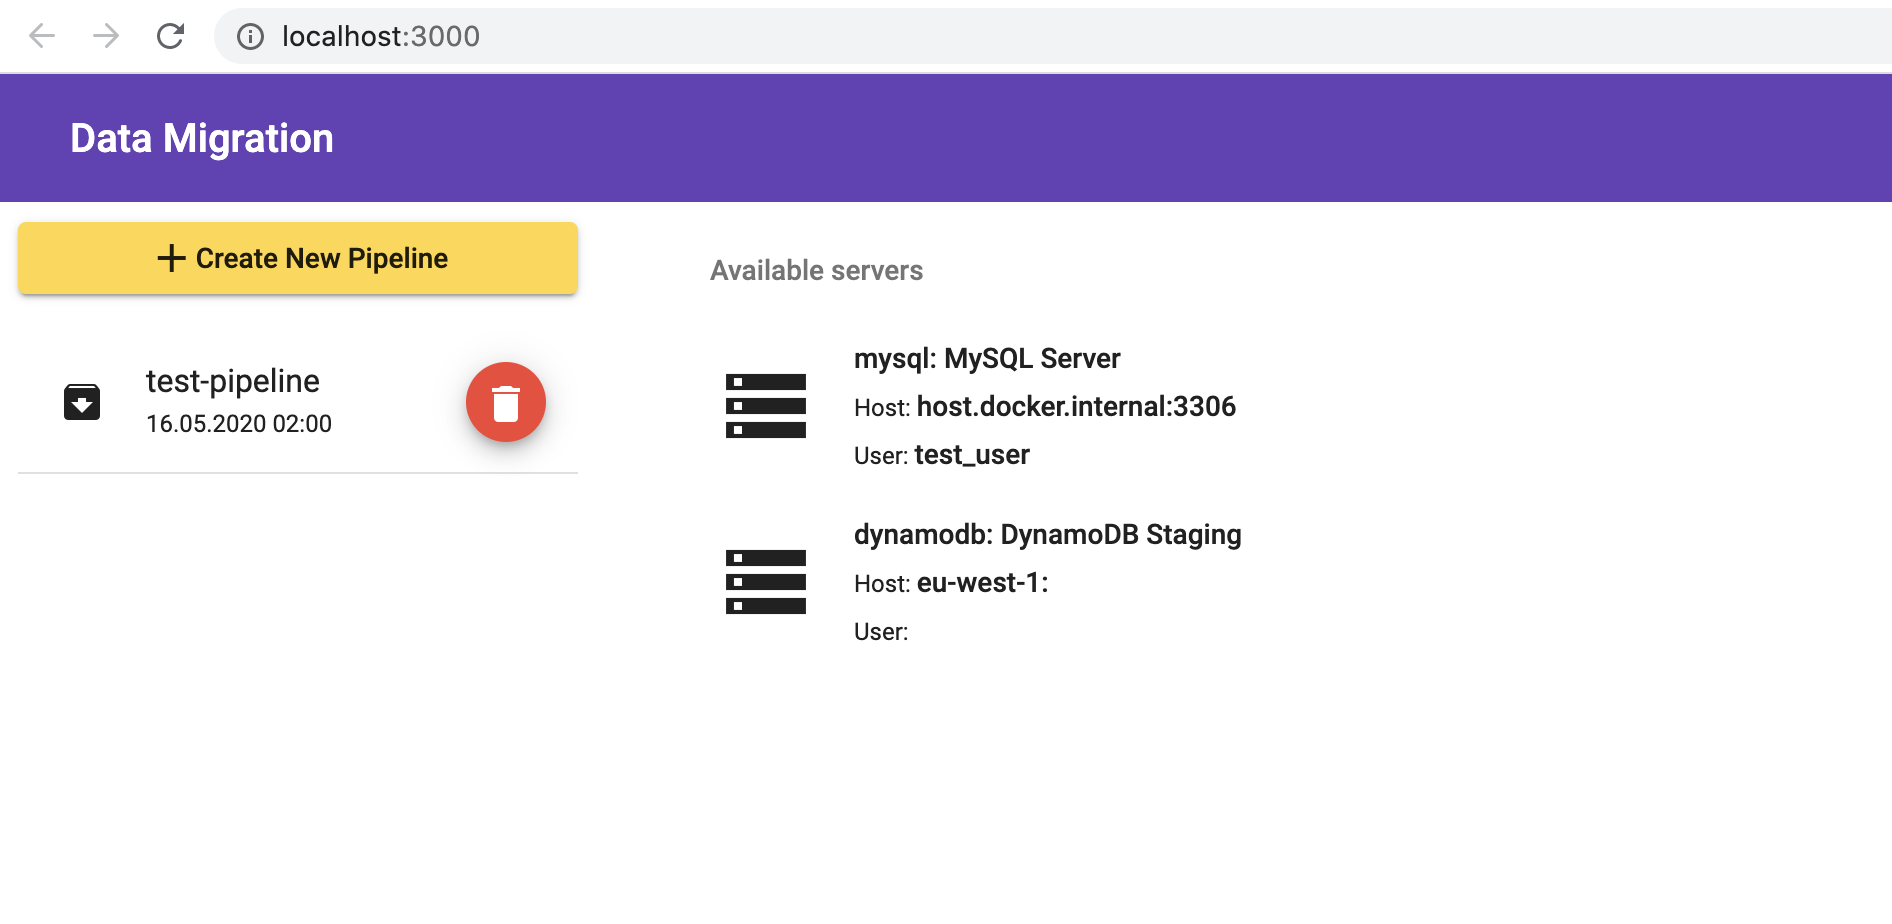 localhost:3000
Data Migration
Create New Pipeline
test-pipeline
16.05.2020 02:00
Available servers
mysql: MySQL Server
Host: host.docker.internal:3306
User: test_user
dynamodb: DynamoDB Staging
Host: eu-west-1:
User: